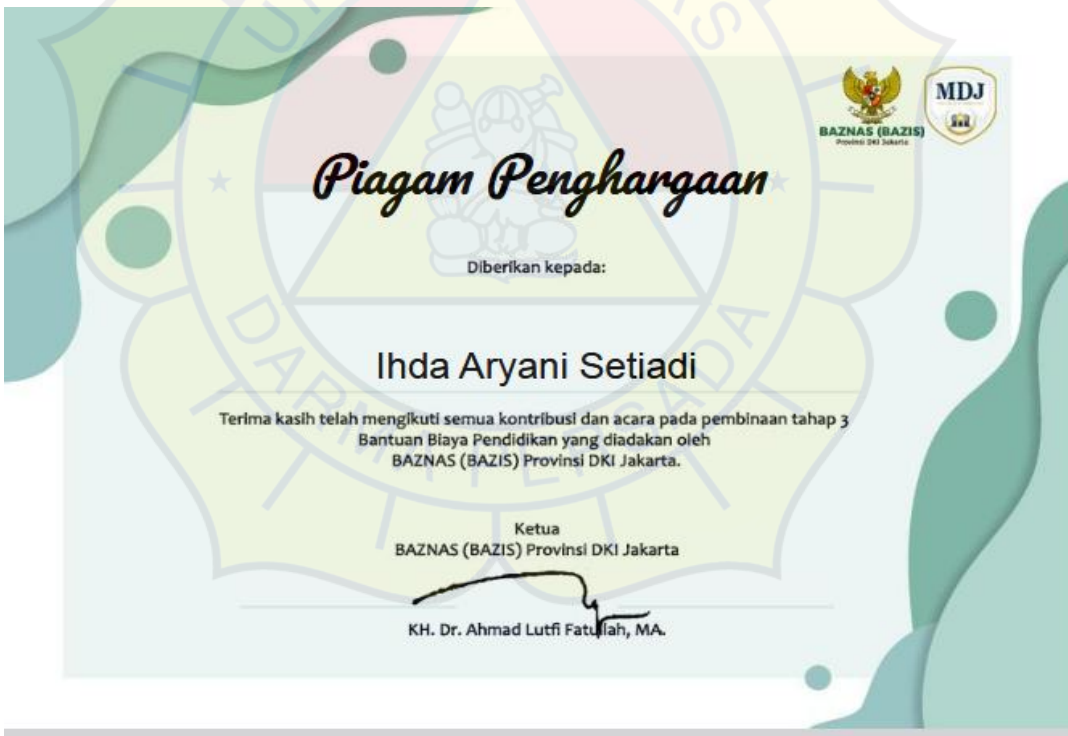 BAZNAS (BAZIS)
Provinsi DKI Jakarta
MDJ
Piagam Penghargaan
Diberikan kepada:
Ihda Aryani Setiadi
Terima kasih telah mengikuti semua kontribusi dan acara pada pembinaan tahap 3
Bantuan Biaya Pendidikan yang diadakan oleh
BAZNAS (BAZIS) Provinsi DKI Jakarta.
Ketua
BAZNAS (BAZIS) Provinsi DKI Jakarta
KH. Dr. Ahmad Lutfi Fatullah, MA.
DARMA PERSADA